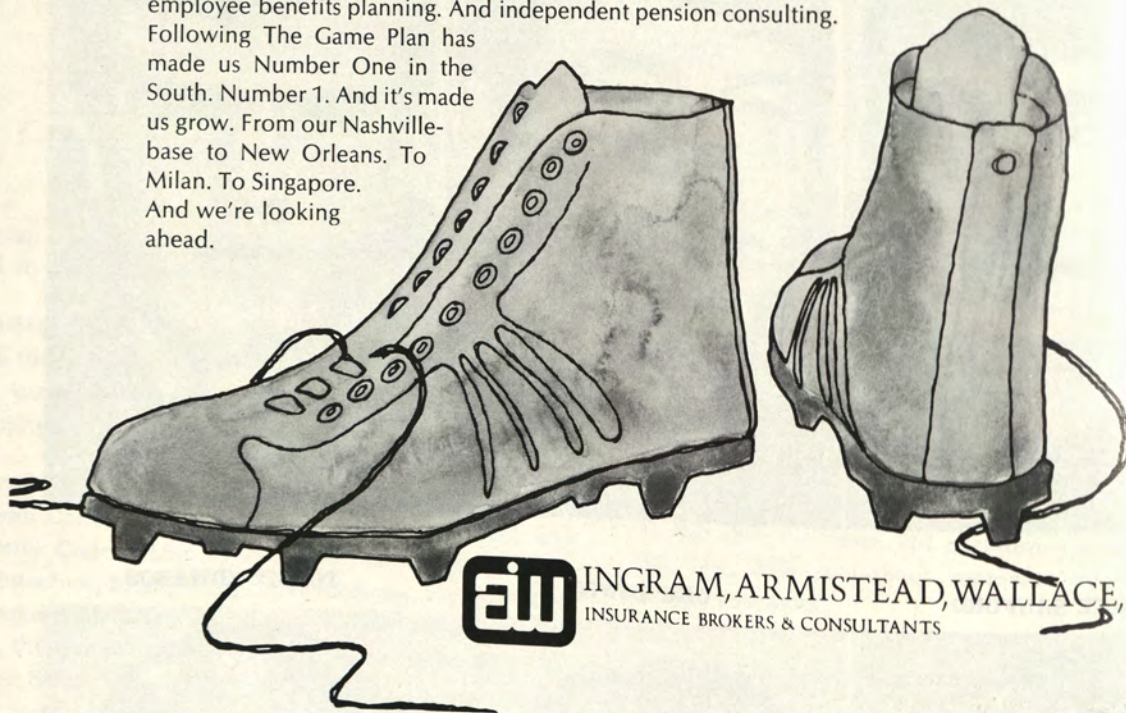 employee benefits planning. And independent pension consulting.
Following The Game Plan has
made us Number One in the
South. Number 1. And it's made
us grow. From our Nashville-
base to New Orleans. To
Milan. To Singapore.
And we're looking
ahead.
aiw
INGRAM, ARMISTEAD, WALLACE,
INSURANCE BROKERS & CONSULTANTS